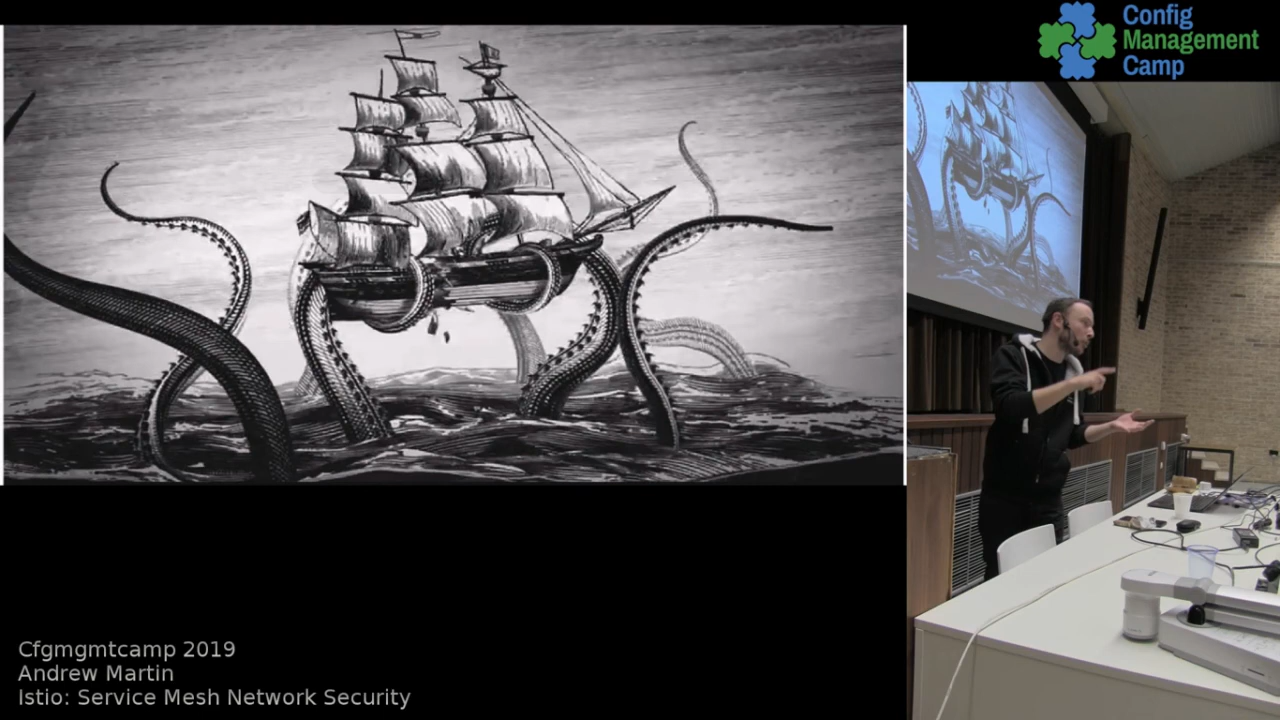 Config
Management
Camp
Cfgmgmtcamp 2019
Andrew Martin
Istio: Service Mesh Network Security